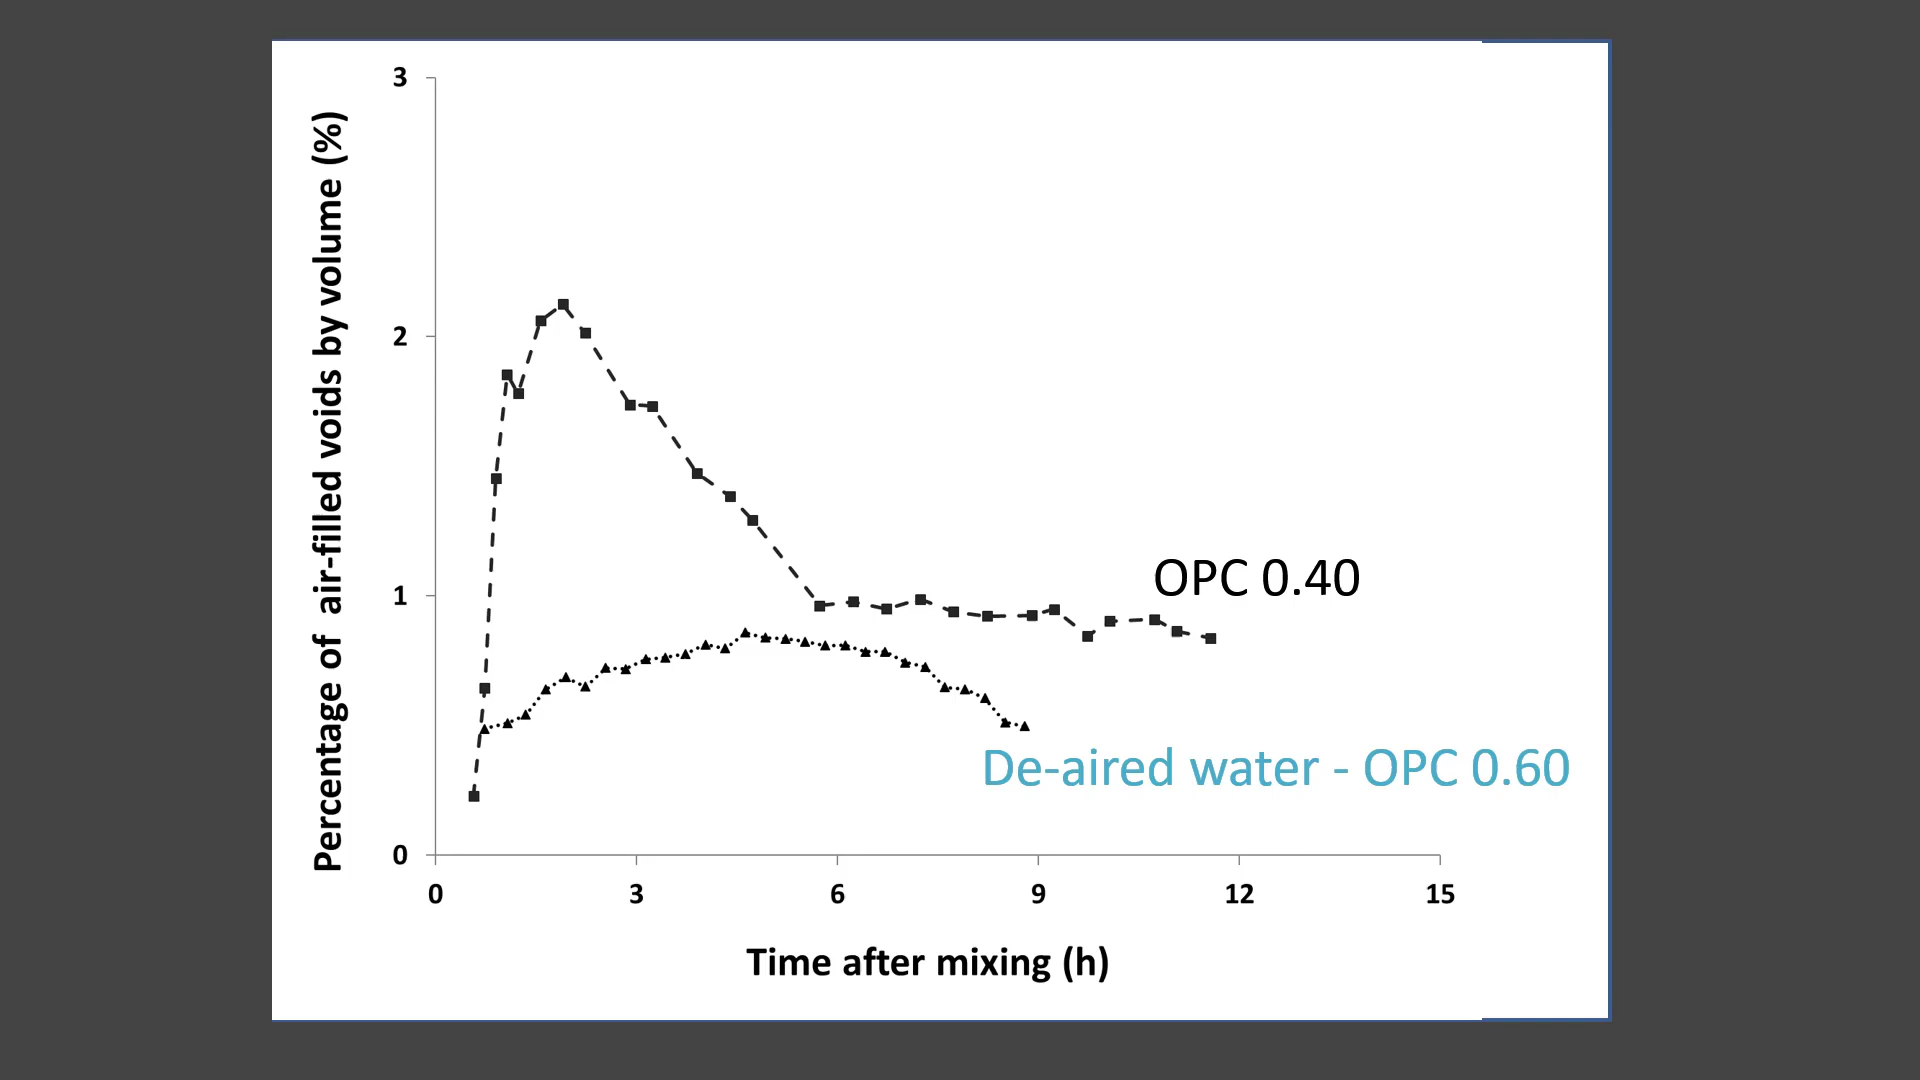 3
2
1
0
Percentage of air-filled voids by volume (%)
OPC 0.40
De-aired water - OPC 0.60
0 3 6 9 12 15
Time after mixing (h)